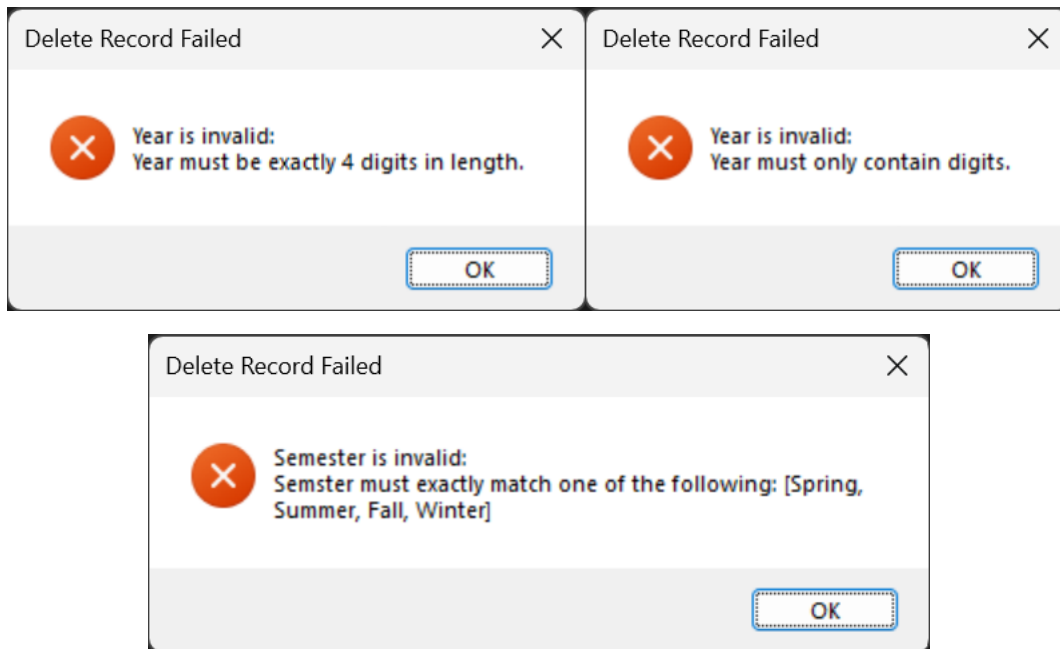 Delete Record Failed
Year is invalid:
Year must be exactly 4 digits in length.
OK
Delete Record Failed
Year is invalid:
Year must only contain digits.
OK
Delete Record Failed
Semester is invalid:
Semster must exactly match one of the following: [Spring,
Summer, Fall, Winter]
OK